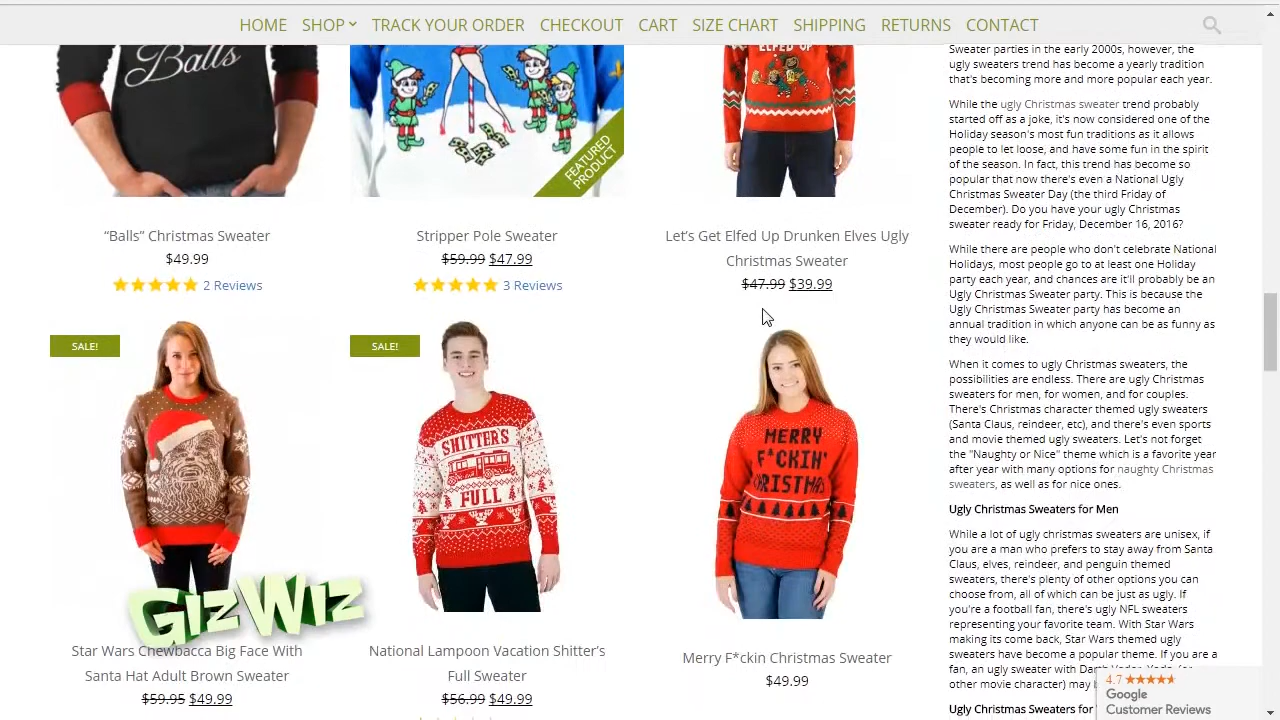 HOME SHOP TRACK YOUR ORDER CHECKOUT CART SIZE CHART SHIPPING RETURNS CONTACT
Balls
FEATURED
PRODUCT
ELFED UP
“Balls” Christmas Sweater
$49.99
2 Reviews
Stripper Pole Sweater
$59.99 $47.99
3 Reviews
Let’s Get Elfed Up Drunken Elves Ugly
Christmas Sweater
$47.99 $39.99
SALE!
SALE!
SHITTERS
FULL
MERRY
F*CKIN'
CHRISTMAS
GIZWIZ
Star Wars Chewbacca Big Face With
Santa Hat Adult Brown Sweater
$59.95 $49.99
National Lampoon Vacation Shitter’s
Full Sweater
$56.99 $49.99
Merry F*ckin Christmas Sweater
$49.99
Sweater parties in the early 2000s, however, the
ugly sweaters trend has become a yearly tradition
that's becoming more and more popular each year.
While the ugly Christmas sweater trend probably
started off as a joke, it's now considered one of the
Holiday season's most fun traditions as it allows
people to let loose and have some fun in the spirit
of the season. In fact, this trend has become so
popular that now there's even a National Ugly
Christmas Sweater Day (the third Friday of
December). Do you have your ugly Christmas
sweater ready for Friday, December 16, 2016?
While there are people who don't celebrate National
Holidays, most people go to at least one Holiday
party each year, and chances are it'll probably be an
Ugly Christmas Sweater party. This is because the
Ugly Christmas Sweater party has become an
annual tradition in which anyone can be as funny as
they would like.
When it comes to ugly Christmas sweaters, the
possibilities are endless. There are ugly Christmas
sweaters for men, for women, and for couples.
There's Christmas character themed ugly sweaters
(Santa Claus, reindeer, etc), and there's even sports
and movie themed ugly sweaters. Let's not forget
the "Naughty or Nice" theme which is a favorite year
after year with many options for naughty Christmas
sweaters, as well as for nice ones.
Ugly Christmas Sweaters for Men
While a lot of ugly christmas sweaters are unisex, if
you are a man who prefers to stay away from Santa
Claus, elves, reindeer, and penguin themed
sweaters, there's plenty of other options you can
choose from, all of which can be just as ugly. If
you're a football fan, there's ugly NFL sweaters
representing your favorite team. With Star Wars
making its come back, Star Wars themed ugly
sweaters have become a popular theme. If you are a
fan, an ugly sweater with Darth Vader, Yoda, (or
other movie character) may
Ugly Christmas Sweaters for
4.7
Google
Customer Reviews